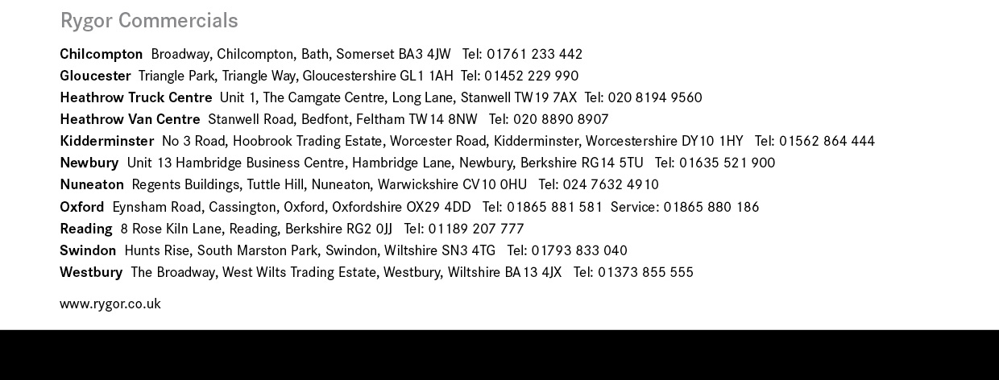 Rygor Commercials
Chilcompton Broadway, Chilcompton, Bath, Somerset BA3 4JW Tel: 01761 233 442
Gloucester Triangle Park, Triangle Way, Gloucestershire GL1 1AH Tel: 01452 229 990
Heathrow Truck Centre Unit 1, The Camgate Centre, Long Lane, Stanwell TW19 7AX Tel: 020 8194 9560
Heathrow Van Centre Stanwell Road, Bedfont, Feltham TW14 8NW Tel: 020 8890 8907
Kidderminster No 3 Road, Hoobrook Trading Estate, Worcester Road, Kidderminster, Worcestershire DY10 1HY Tel: 01562 864 444
Newbury Unit 13 Hambridge Business Centre, Hambridge Lane, Newbury, Berkshire RG14 5TU Tel: 01635 521 900
Nuneaton Regents Buildings, Tuttle Hill, Nuneaton, Warwickshire CV10 0HU Tel: 024 7632 4910
Oxford Eynsham Road, Cassington, Oxford, Oxfordshire OX29 4DD Tel: 01865 881 581 Service: 01865 880 186
Reading 8 Rose Kiln Lane, Reading, Berkshire RG2 0JJ Tel: 01189 207 777
Swindon Hunts Rise, South Marston Park, Swindon, Wiltshire SN3 4TG Tel: 01793 833 040
Westbury The Broadway, West Wilts Trading Estate, Westbury, Wiltshire BA13 4JX Tel: 01373 855 555
www.rygor.co.uk